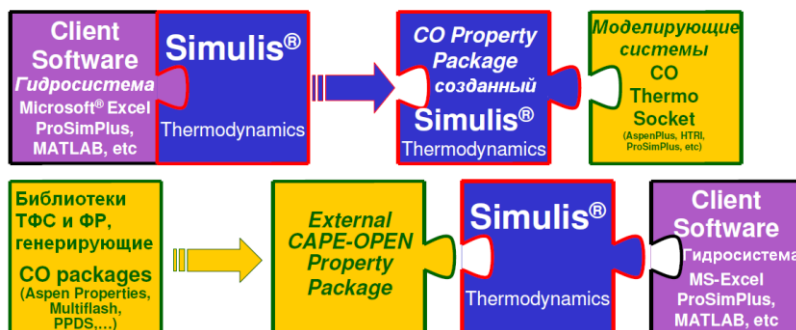 Client
Software
Гидросистема
Microsoft® Excel
ProSimPlus,
MATLAB, etc
Simulis®
Thermodynamics
CO Property
Package
созданный
Simulis®
Thermodynamics
Моделирующие
системы
CO
Thermo
Socket
(AspenPlus, HTRI,
ProSimPlus, etc)
Библиотеки
ТФС и ФР,
генерирующие
CO packages
(Aspen Properties,
Multiflash,
PPDS,...)
External
CAPE-OPEN
Property
Package
Simulis®
Thermodynamics
Client
Software
Гидросистема
MS-Excel
ProSimPlus,
MATLAB, etc